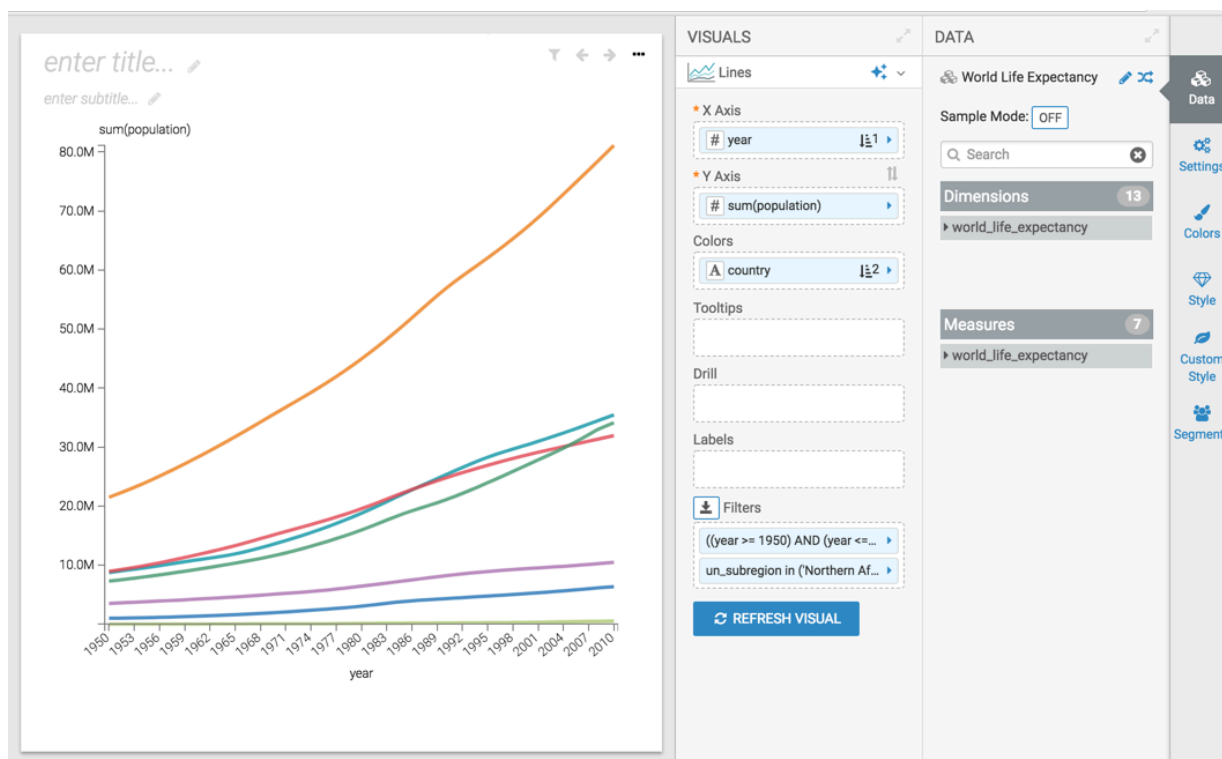 enter title...
enter subtitle...
sum(population)
80.0M
70.0M
60.0M
50.0M
40.0M
30.0M
20.0M
10.0M
1950 1953 1956 1959 1962 1965 1968 1971 1974 1977 1980 1983 1986 1989 1992 1995 1998 2001 2004 2007 2010
year
VISUALS
Lines
* X Axis
# year 1
* Y Axis
# sum(population)
Colors
A country 2
Tooltips
Drill
Labels
Filters
((year >= 1950) AND (year <=...
un_subregion in ('Northern Af...
REFRESH VISUAL
DATA
World Life Expectancy
Sample Mode: OFF
Search
Dimensions 13
world_life_expectancy
Measures 7
world_life_expectancy
Data
Settings
Colors
Style
Custom
Style
Segment